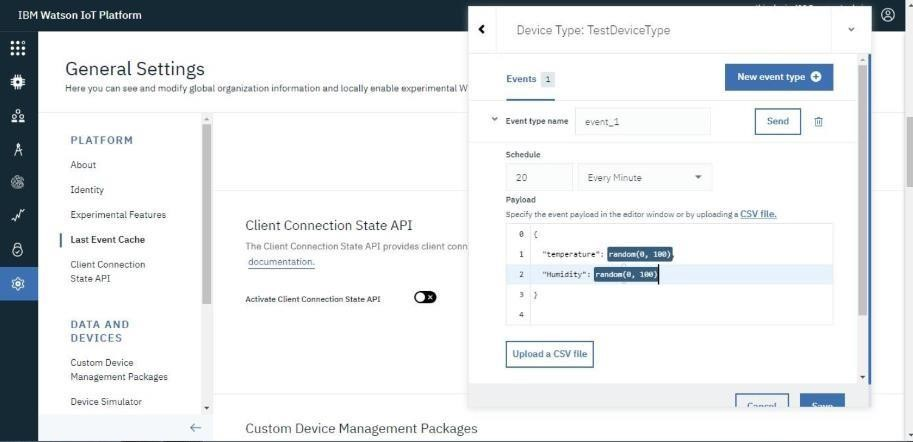 IBM Watson IoT Platform
General Settings
Here you can see and modify global organization information and locally enable experimental W
PLATFORM
About
Identity
Experimental Features
Last Event Cache
Client Connection
State API
DATA AND
DEVICES
Custom Device
Management Packages
Device Simulator
Client Connection State API
The Client Connection State API provides client conn
documentation.
Activate Client Connection State API
Custom Device Management Packages
Device Type: TestDeviceType
Events 1
New event type
Event type name event_1 Send
Schedule
20 Every Minute
Payload
Specify the event payload in the editor window or by uploading a CSV file.
0 {
1 "temperature": random(0, 100),
2 "Humidity": random(0, 100)
3 }
4
Upload a CSV file
Cancel Save